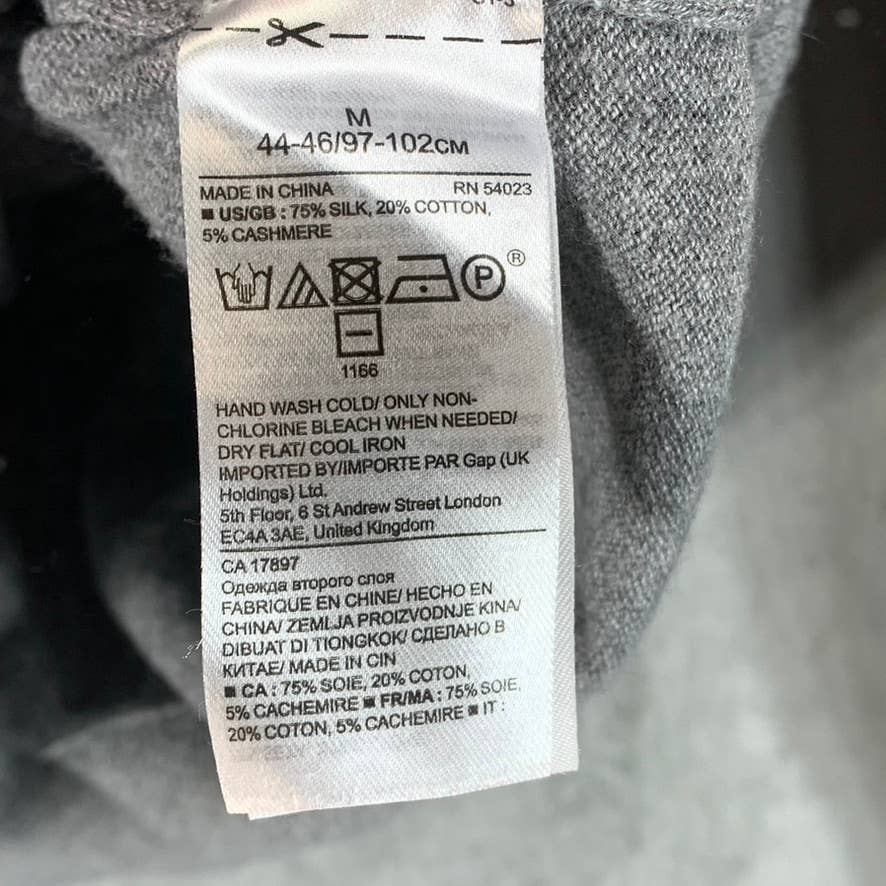 M
44-46/97-102CM
MADE IN CHINA RN 54023
■ US/GB : 75% SILK, 20% COTTON,
5% CASHMERE
P ®
1166
HAND WASH COLD/ ONLY NON-
CHLORINE BLEACH WHEN NEEDED/
DRY FLAT/ COOL IRON
IMPORTED BY/IMPORTE PAR Gap (UK
Holdings) Ltd.
5th Floor, 6 St Andrew Street London
EC4A 3AE, United Kingdom
CA 17897
Одежда второго слоя
FABRIQUE EN CHINE/ HECHO EN
CHINA/ ZEMLJA PROIZVODNJE KINA/
DIBUAT DI TIONGKOK/ СДЕЛАНО В
КИТАЕ/ MADE IN CIN
■ CA : 75% SOIE, 20% COTON,
5% CACHEMIRE ■ FR/MA : 75% SOIE,
20% COTON, 5% CACHEMIRE ■ IT :